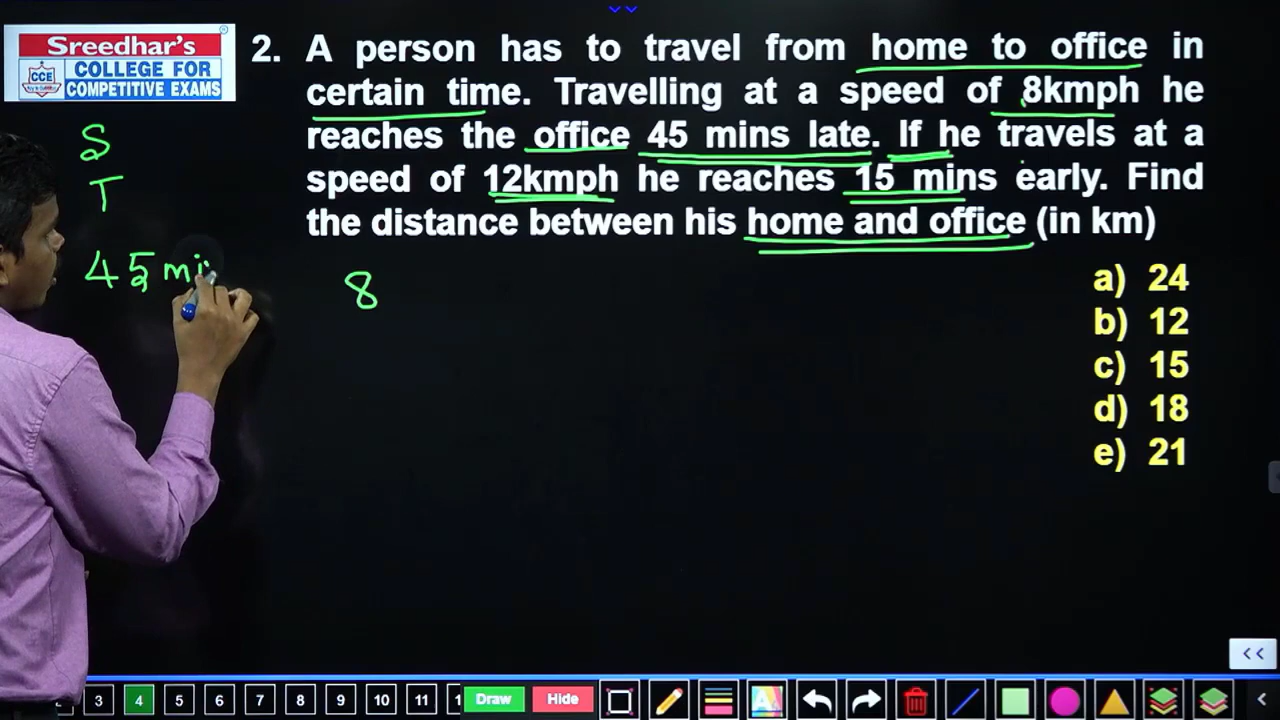 Sreedhar's
CCE
COLLEGE FOR
COMPETITIVE EXAMS
2. A person has to travel from home to office in
certain time. Travelling at a speed of 8kmph he
reaches the office 45 mins late. If he travels at a
speed of 12kmph he reaches 15 mins early. Find
the distance between his home and office (in km)
S
T
45 mi
8
a) 24
b) 12
c) 15
d) 18
e) 21
<<
3 4 5 6 7 8 9 10 11 1 Draw Hide